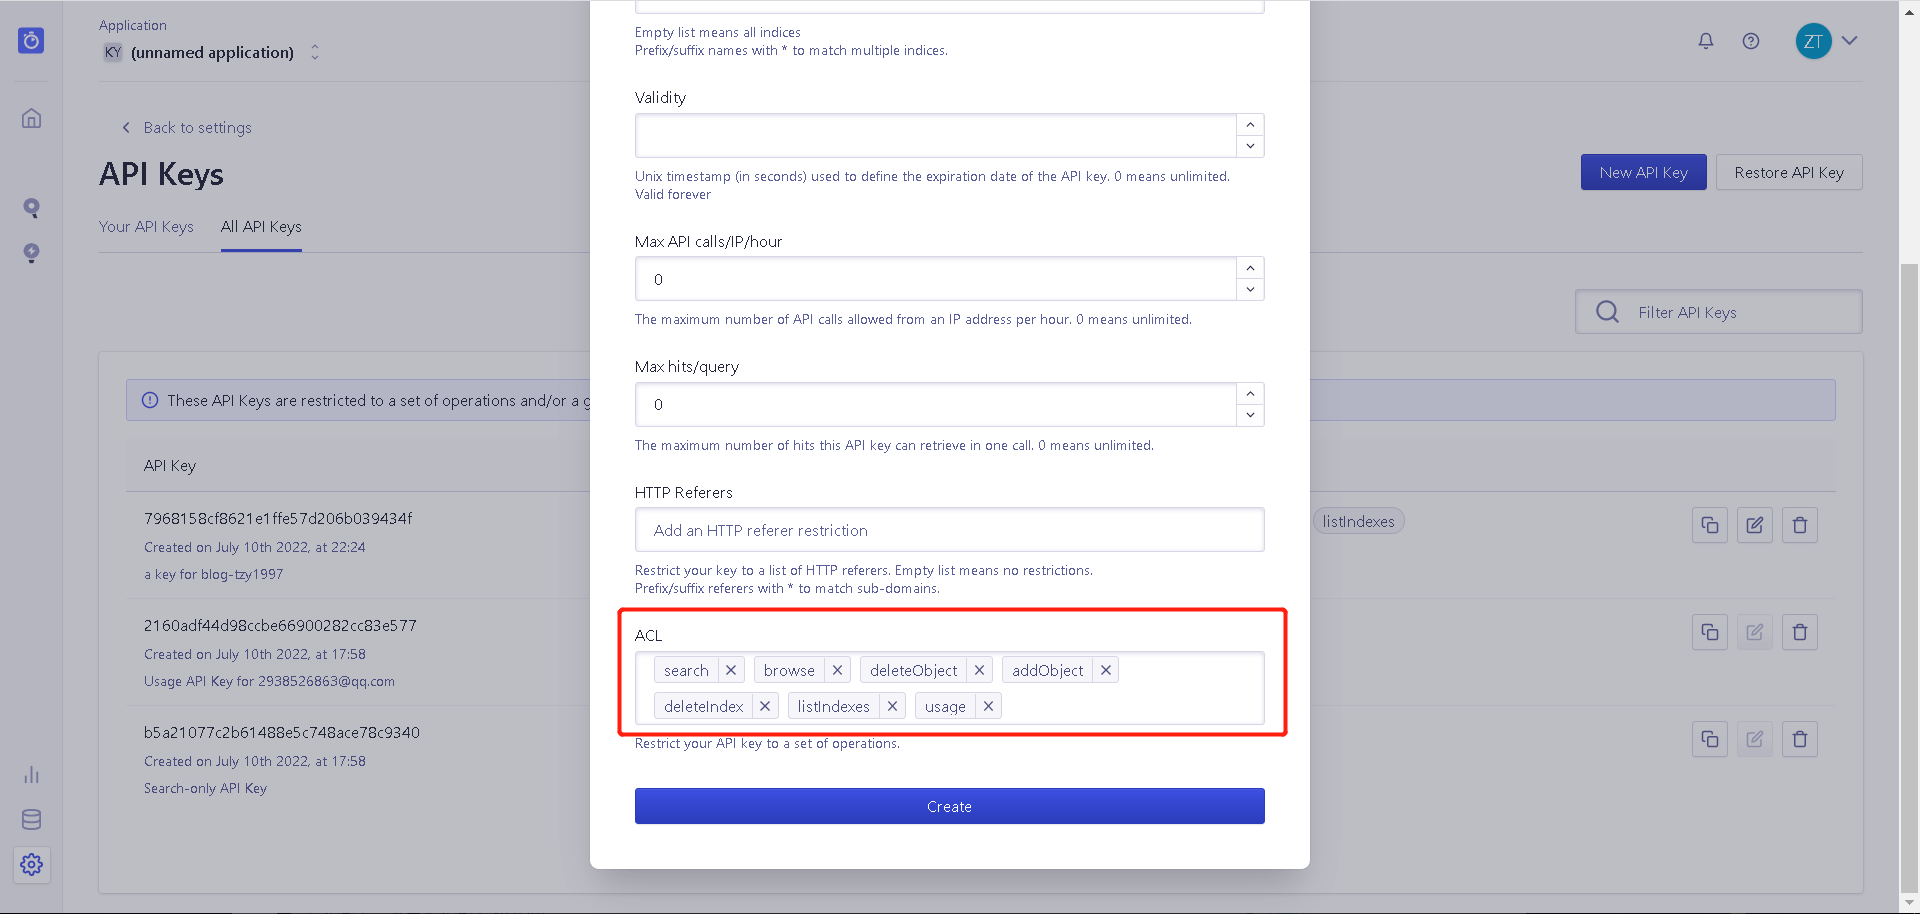 Application
KY (unnamed application)
ZT
Back to settings
API Keys
New API Key
Restore API Key
Your API Keys
All API Keys
Filter API Keys
These API Keys are restricted to a set of operations and/or a g
API Key
7968158cf8621e1ffe57d206b039434f
Created on July 10th 2022, at 22:24
a key for blog-tzy1997
listIndexes
2160adf44d98ccbe66900282cc83e577
Created on July 10th 2022, at 17:58
Usage API Key for 2938526863@qq.com
b5a21077c2b61488e5c748ace78c9340
Created on July 10th 2022, at 17:58
Search-only API Key
Empty list means all indices
Prefix/suffix names with * to match multiple indices.
Validity
Unix timestamp (in seconds) used to define the expiration date of the API key. 0 means unlimited.
Valid forever
Max API calls/IP/hour
0
The maximum number of API calls allowed from an IP address per hour. 0 means unlimited.
Max hits/query
0
The maximum number of hits this API key can retrieve in one call. 0 means unlimited.
HTTP Referers
Add an HTTP referer restriction
Restrict your key to a list of HTTP referers. Empty list means no restrictions.
Prefix/suffix referers with * to match sub-domains.
ACL
search browse deleteObject addObject
deleteIndex listIndexes usage
Restrict your API key to a set of operations.
Create